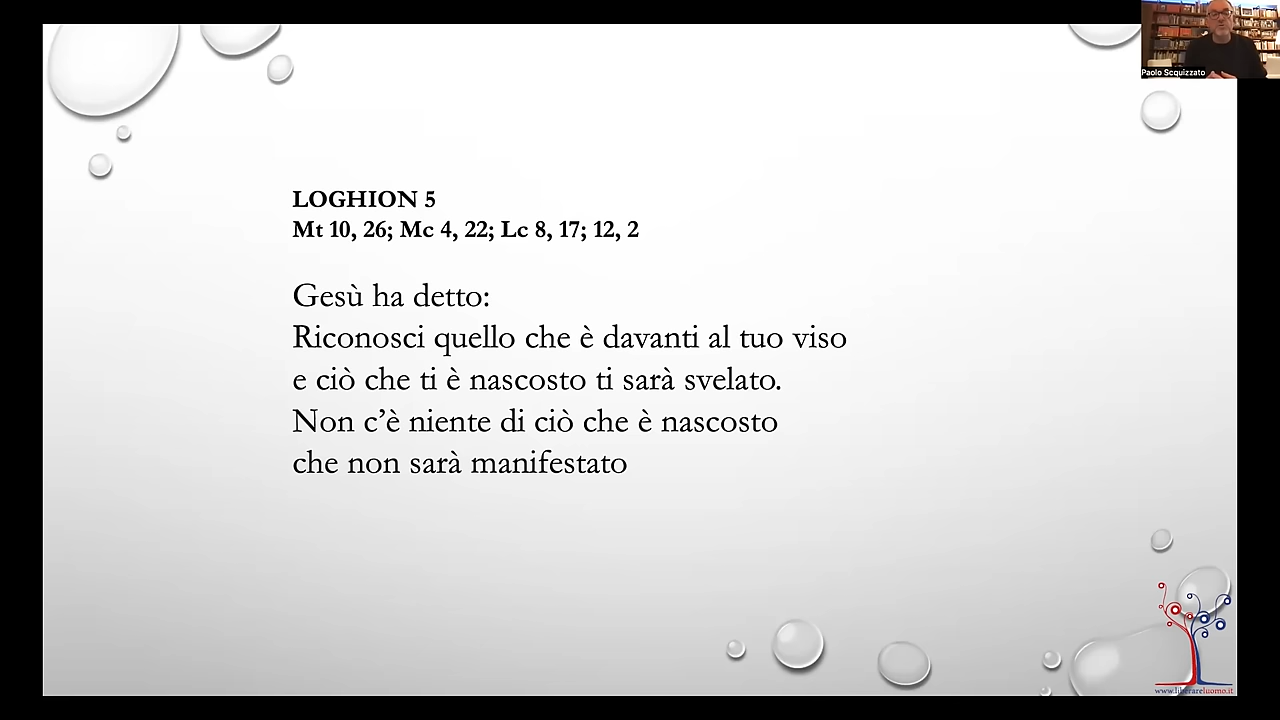 Paolo Scquizzato
LOGHION 5
Mt 10, 26; Mc 4, 22; Lc 8, 17; 12, 2
Gesù ha detto:
Riconosci quello che è davanti al tuo viso
e ciò che ti è nascosto ti sarà svelato.
Non c’è niente di ciò che è nascosto
che non sarà manifestato
www.liberareluomo.it